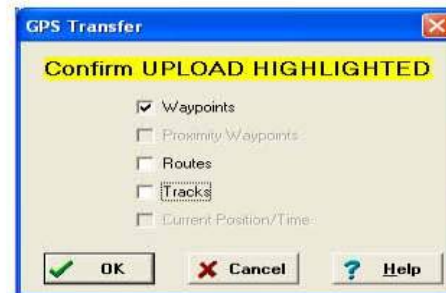 GPS Transfer
Confirm UPLOAD HIGHLIGHTED
Waypoints
Proximity Waypoints
Routes
Tracks
Current Position/Time
OK Cancel Help